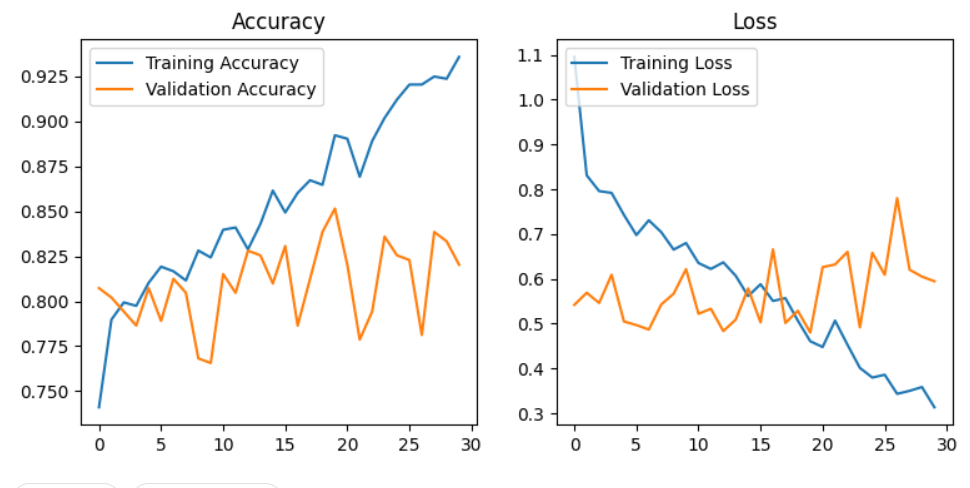 Accuracy
Training Accuracy
Validation Accuracy
0.925
0.900
0.875
0.850
0.825
0.800
0.775
0.750
0 5 10 15 20 25 30
Loss
Training Loss
Validation Loss
1.1
1.0
0.9
0.8
0.7
0.6
0.5
0.4
0.3
0 5 10 15 20 25 30